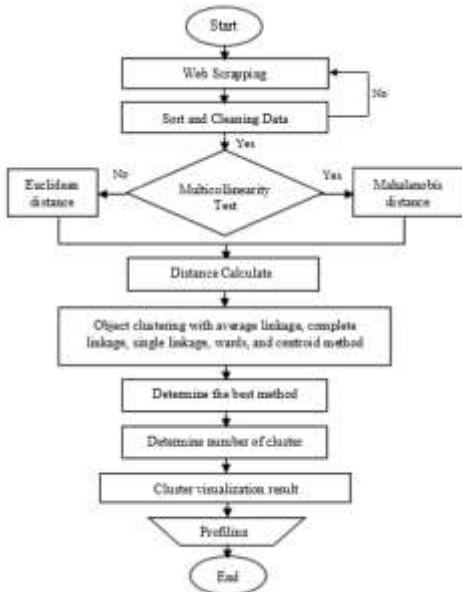 Start
Web Scrapping
No
Sort and Cleaning Data
Yes
No
Yes
Euclidean
distance
Multicollinearity
Test
Mahalanobis
distance
Distance Calculate
Object clustering with average linkage, complete
linkage, single linkage, wards, and centroid method
Determine the best method
Determine number of cluster
Cluster visualization result
Profiling
End